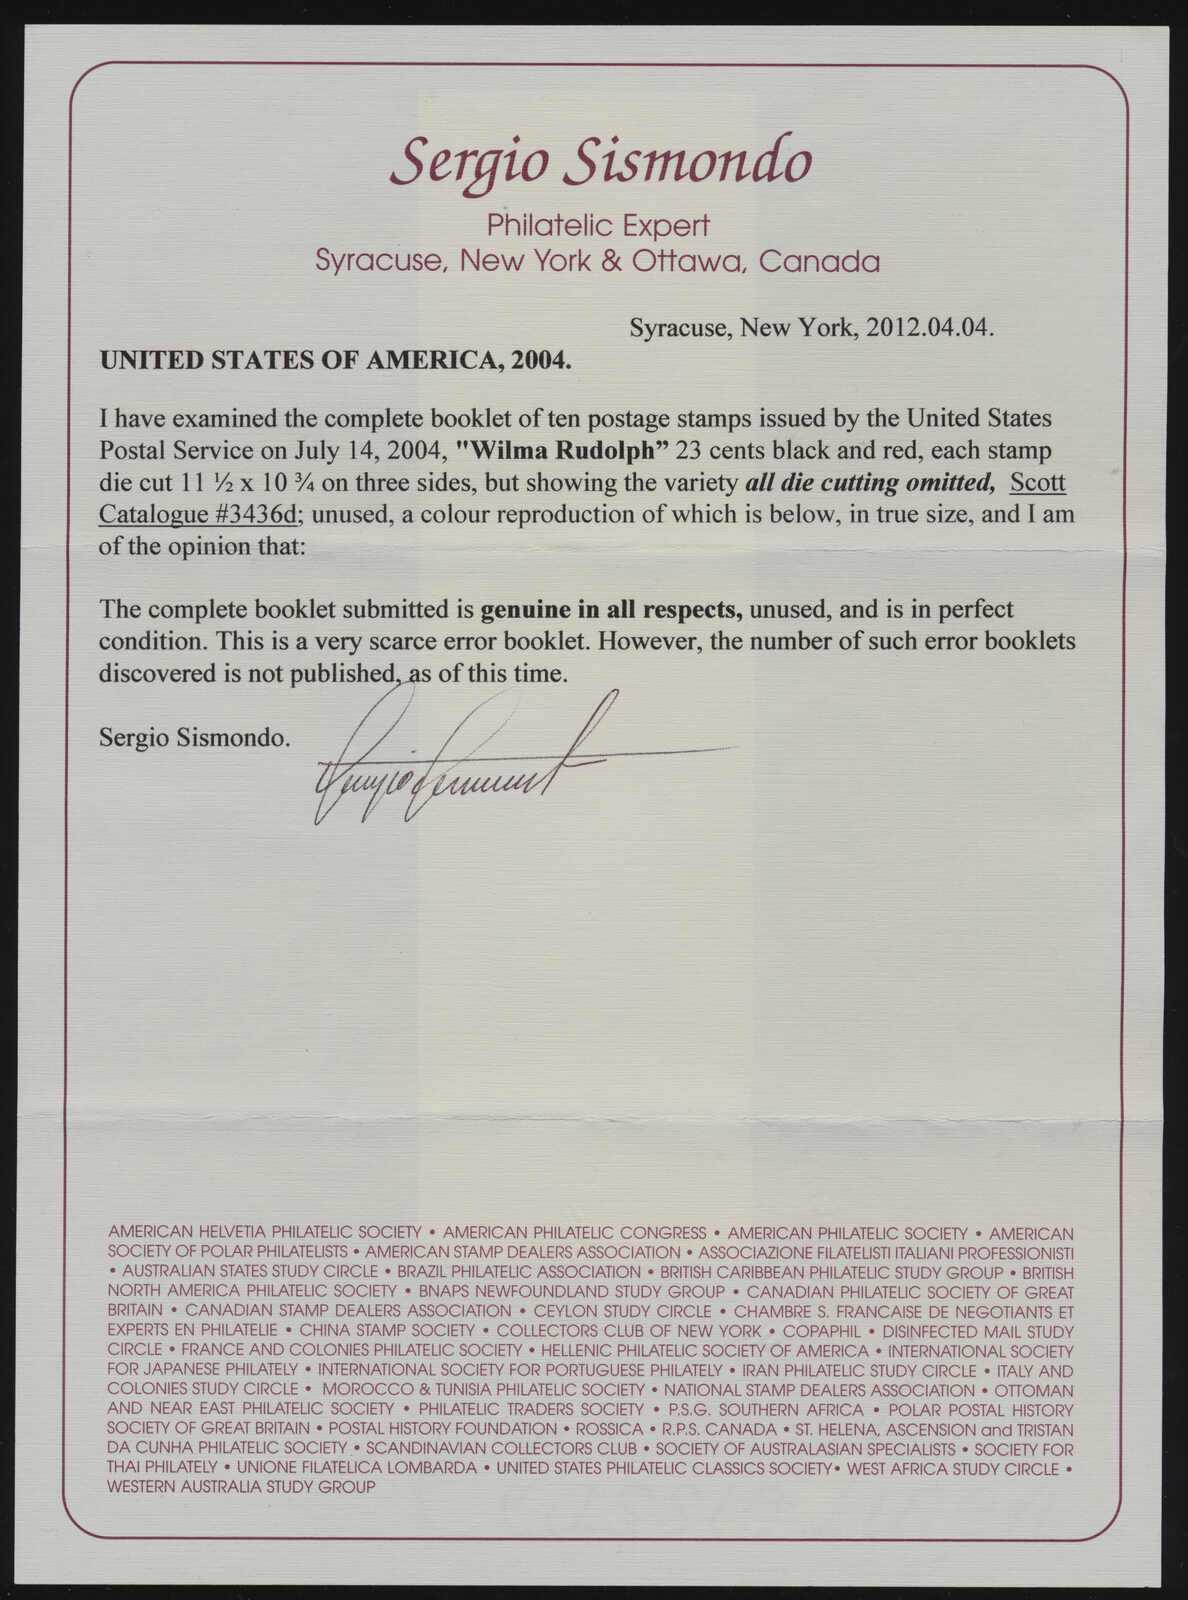 Sergio Sismondo
Philatelic Expert
Syracuse, New York & Ottawa, Canada
Syracuse, New York, 2012.04.04.
UNITED STATES OF AMERICA, 2004.
I have examined the complete booklet of ten postage stamps issued by the United States
Postal Service on July 14, 2004, "Wilma Rudolph” 23 cents black and red, each stamp
die cut 11 ½ x 10 ¾ on three sides, but showing the variety all die cutting omitted, Scott
Catalogue #3436d; unused, a colour reproduction of which is below, in true size, and I am
of the opinion that:
The complete booklet submitted is genuine in all respects, unused, and is in perfect
condition. This is a very scarce error booklet. However, the number of such error booklets
discovered is not published, as of this time.
Sergio Sismondo.
AMERICAN HELVETIA PHILATELIC SOCIETY • AMERICAN PHILATELIC CONGRESS • AMERICAN PHILATELIC SOCIETY • AMERICAN
SOCIETY OF POLAR PHILATELISTS • AMERICAN STAMP DEALERS ASSOCIATION • ASSOCIAZIONE FILATELISTI ITALIANI PROFESSIONISTI
• AUSTRALIAN STATES STUDY CIRCLE • BRAZIL PHILATELIC ASSOCIATION • BRITISH CARIBBEAN PHILATELIC STUDY GROUP • BRITISH
NORTH AMERICA PHILATELIC SOCIETY • BNAPS NEWFOUNDLAND STUDY GROUP • CANADIAN PHILATELIC SOCIETY OF GREAT
BRITAIN • CANADIAN STAMP DEALERS ASSOCIATION • CEYLON STUDY CIRCLE • CHAMBRE S. FRANCAISE DE NEGOTIANTS ET
EXPERTS EN PHILATELIE • CHINA STAMP SOCIETY • COLLECTORS CLUB OF NEW YORK • COPAPHIL • DISINFECTED MAIL STUDY
CIRCLE • FRANCE AND COLONIES PHILATELIC SOCIETY • HELLENIC PHILATELIC SOCIETY OF AMERICA • INTERNATIONAL SOCIETY
FOR JAPANESE PHILATELY • INTERNATIONAL SOCIETY FOR PORTUGUESE PHILATELY • IRAN PHILATELIC STUDY CIRCLE • ITALY AND
COLONIES STUDY CIRCLE • MOROCCO & TUNISIA PHILATELIC SOCIETY • NATIONAL STAMP DEALERS ASSOCIATION • OTTOMAN
AND NEAR EAST PHILATELIC SOCIETY • PHILATELIC TRADERS SOCIETY • P.S.G. SOUTHERN AFRICA • POLAR POSTAL HISTORY
SOCIETY OF GREAT BRITAIN • POSTAL HISTORY FOUNDATION • ROSSICA • R.P.S. CANADA • ST. HELENA, ASCENSION and TRISTAN
DA CUNHA PHILATELIC SOCIETY • SCANDINAVIAN COLLECTORS CLUB • SOCIETY OF AUSTRALASIAN SPECIALISTS • SOCIETY FOR
THAI PHILATELY • UNIONE FILATELICA LOMBARDA • UNITED STATES PHILATELIC CLASSICS SOCIETY• WEST AFRICA STUDY CIRCLE •
WESTERN AUSTRALIA STUDY GROUP